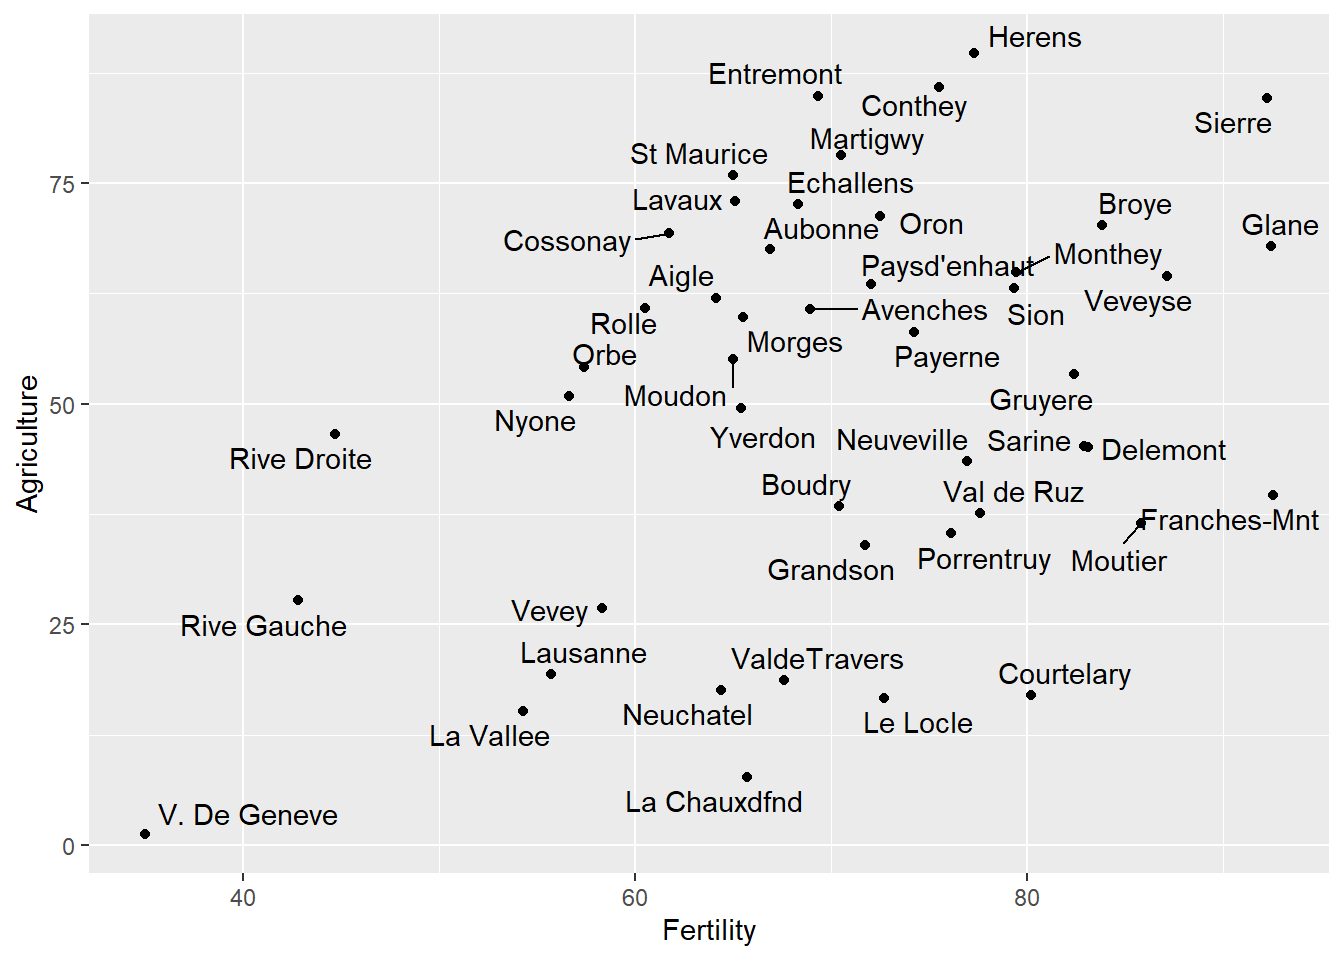 Herens
Entremont
Conthey
Sierre
Martigwy
St Maurice
Echallens
Lavaux
Broye
Cossonay
Aubonne
Oron
Glane
Monthey
Paysd'enhaut
Aigle
Veveyse
Avenches
Sion
Rolle
Morges
Orbe
Payerne
Moudon
Gruyere
Nyone
Yverdon
Neuveville
Sarine
Delemont
Rive Droite
Boudry
Val de Ruz
Franches-Mnt
Porrentruy
Moutier
Grandson
Vevey
Rive Gauche
Lausanne
ValdeTravers
Courtelary
Neuchatel
Le Locle
La Vallee
La Chauxdfnd
V. De Geneve
75
50
25
0
Agriculture
40
60
80
Fertility